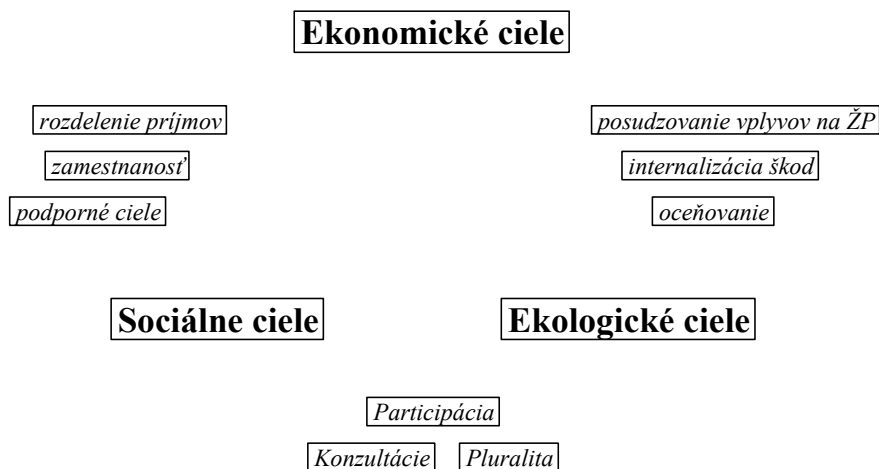 Ekonomické ciele
rozdelenie príjmov
posudzovanie vplyvov na ŽP
zamestnanosť
internalizácia škod
podporné ciele
oceňovanie
Sociálne ciele
Ekologické ciele
Participácia
Konzultácie
Pluralita